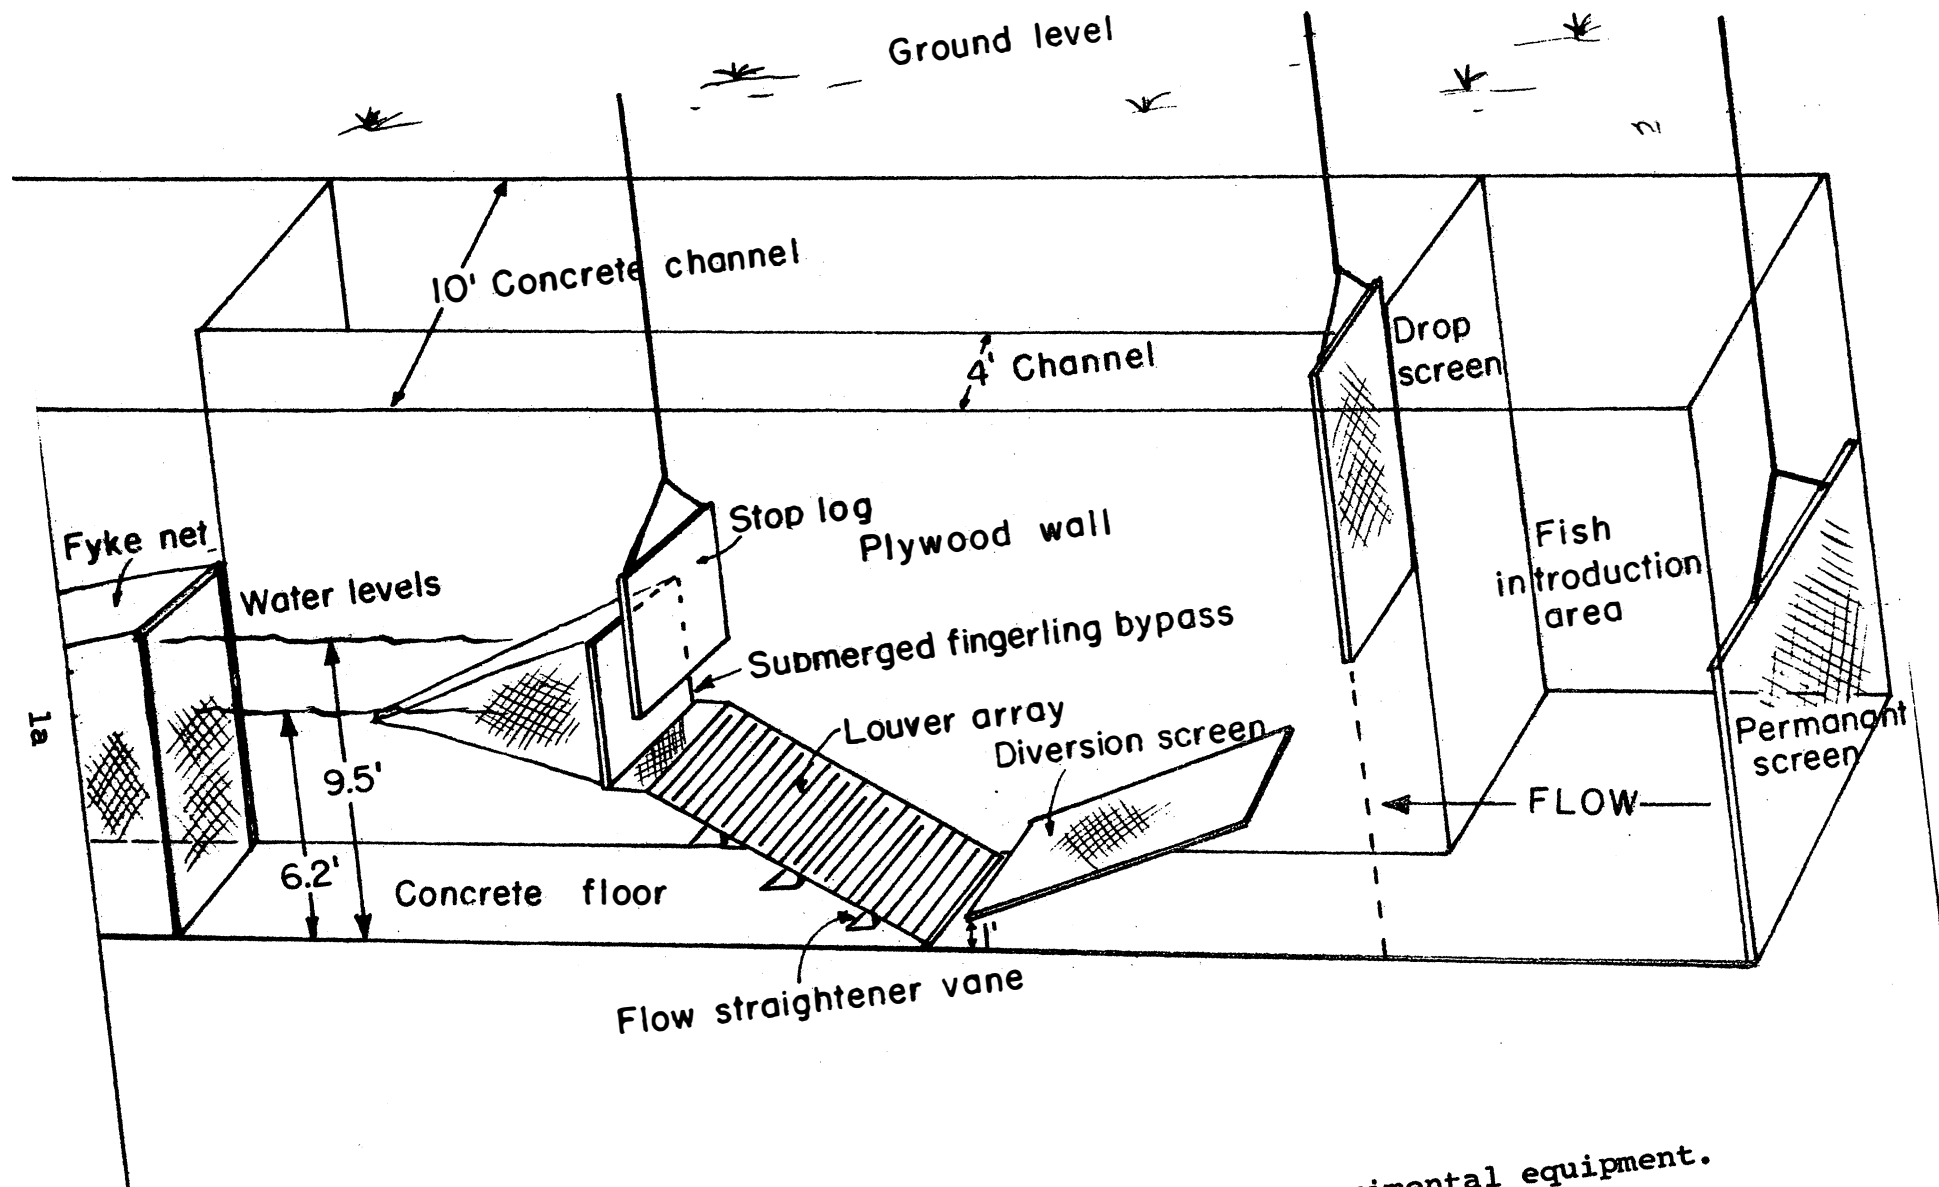 Ground level
10' Concrete channel
4' Channel
Drop
screen
Stop log
Plywood wall
Fyke net
Water levels
Fish
introduction
area
Submerged fingerling bypass
Louver array
Diversion screen
Permanant
screen
1a
9.5'
FLOW
6.2'
Concrete floor
1'
Flow straightener vane
equipment.